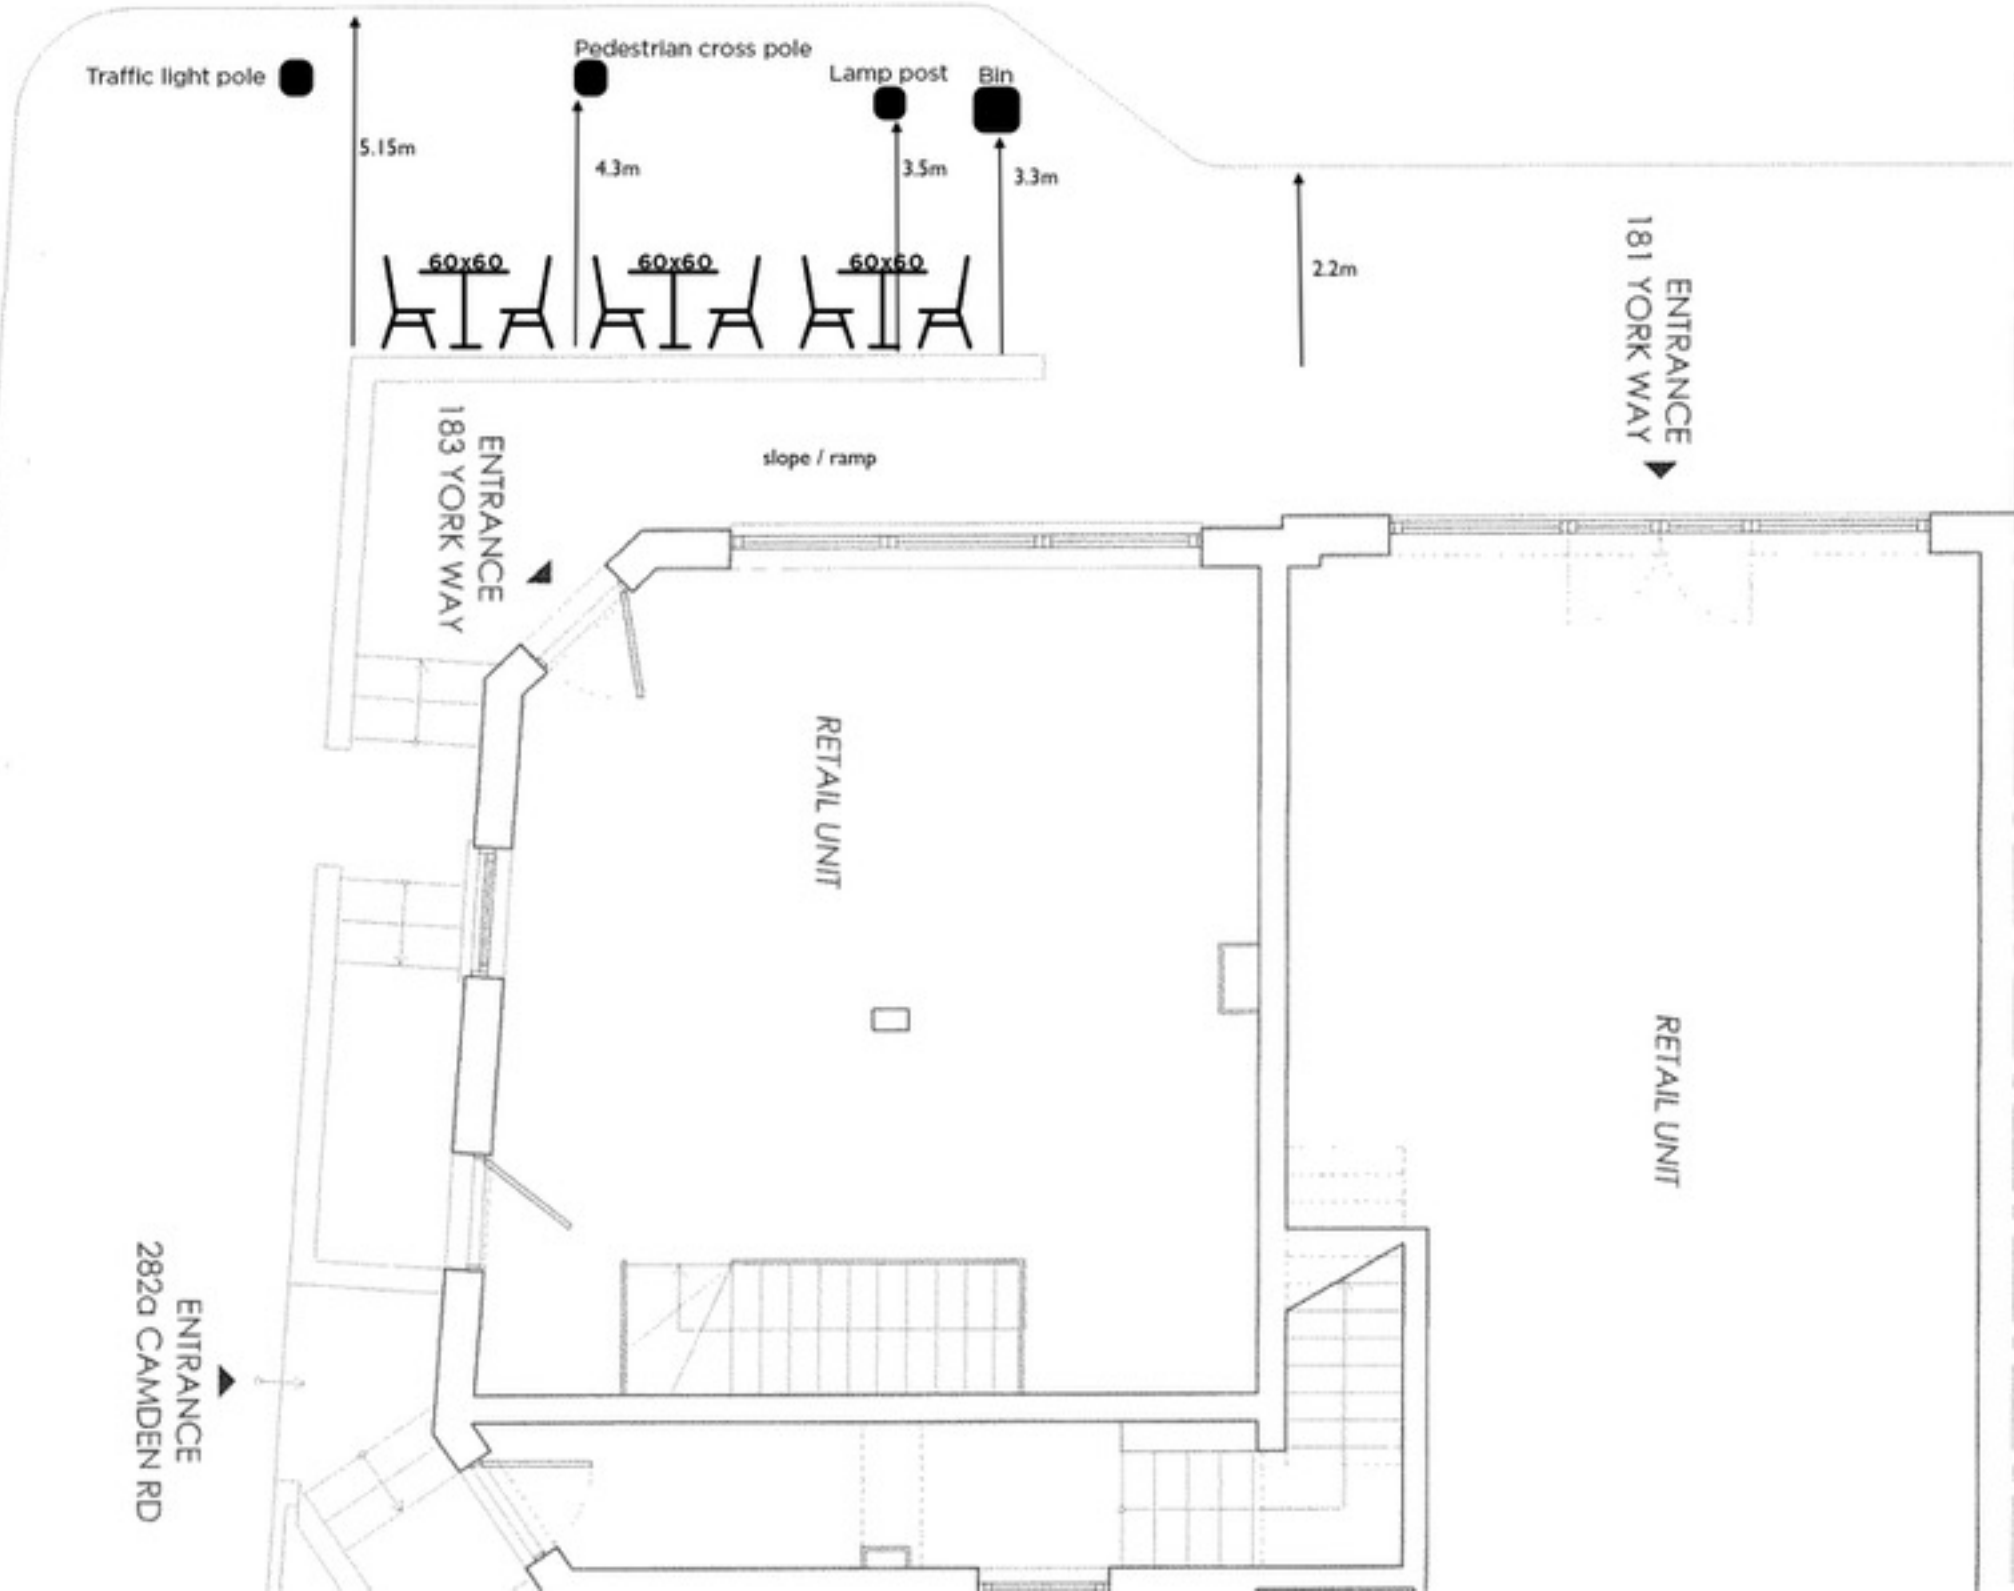 Pedestrian cross pole
Traffic light pole
Lamp post
Bin
5.15m
4.3m
3.5m
3.3m
60x60
60x60
60x60
2.2m
ENTRANCE
181 YORK WAY
ENTRANCE
183 YORK WAY
slope / ramp
RETAIL UNIT
RETAIL UNIT
ENTRANCE
282a CAMDEN RD